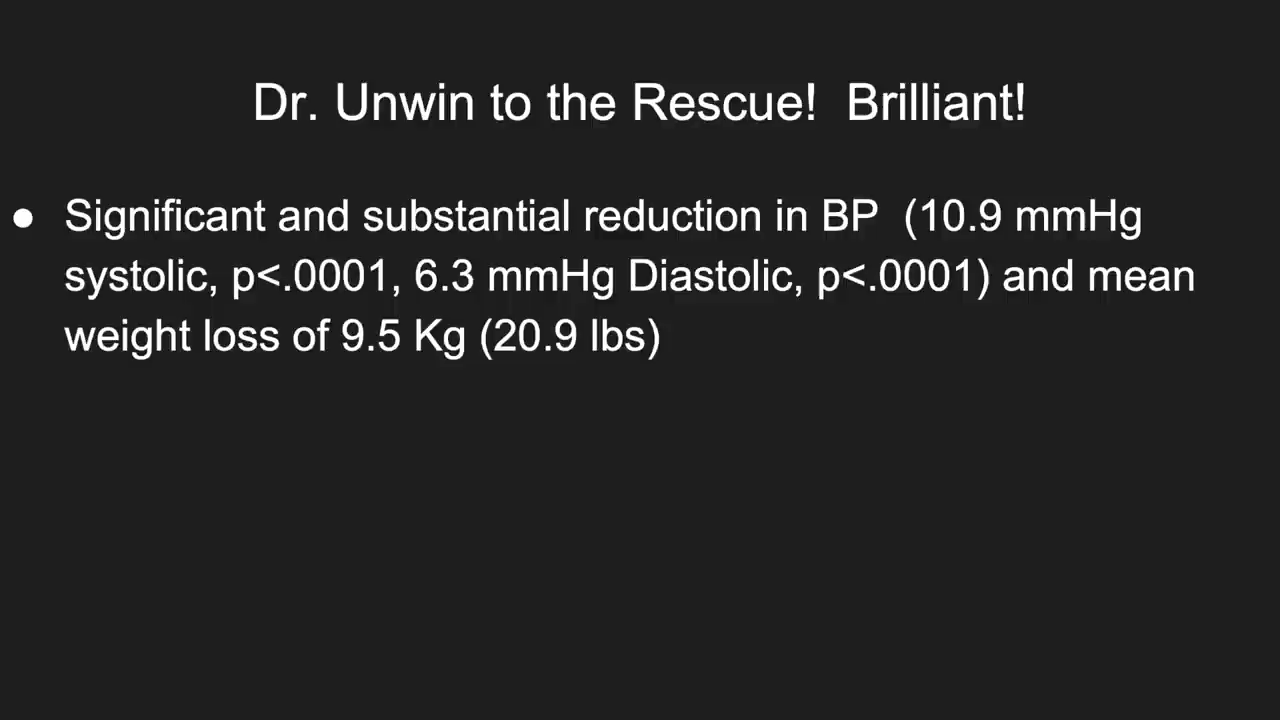 Dr. Unwin to the Rescue!  Brilliant!
● Significant and substantial reduction in BP  (10.9 mmHg
systolic, p<.0001, 6.3 mmHg Diastolic, p<.0001) and mean
weight loss of 9.5 Kg (20.9 lbs)